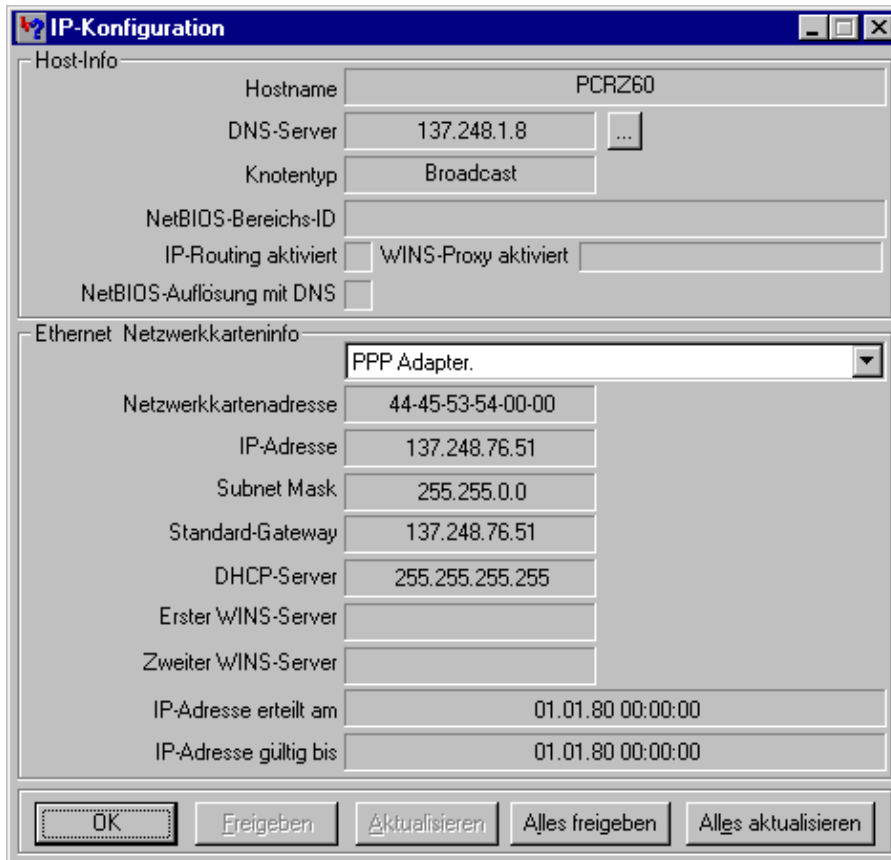 IP-Konfiguration
Host-Info
Hostname PCRZ60
DNS-Server 137.248.1.8 ...
Knotentyp Broadcast
NetBIOS-Bereichs-ID
IP-Routing aktiviert WINS-Proxy aktiviert
NetBIOS-Auflösung mit DNS
Ethernet Netzwerkkarteninfo
PPP Adapter.
Netzwerkkartenadresse 44-45-53-54-00-00
IP-Adresse 137.248.76.51
Subnet Mask 255.255.0.0
Standard-Gateway 137.248.76.51
DHCP-Server 255.255.255.255
Erster WINS-Server
Zweiter WINS-Server
IP-Adresse erteilt am 01.01.80 00:00:00
IP-Adresse gültig bis 01.01.80 00:00:00
OK Freigeben Aktualisieren Alles freigeben Alles aktualisieren